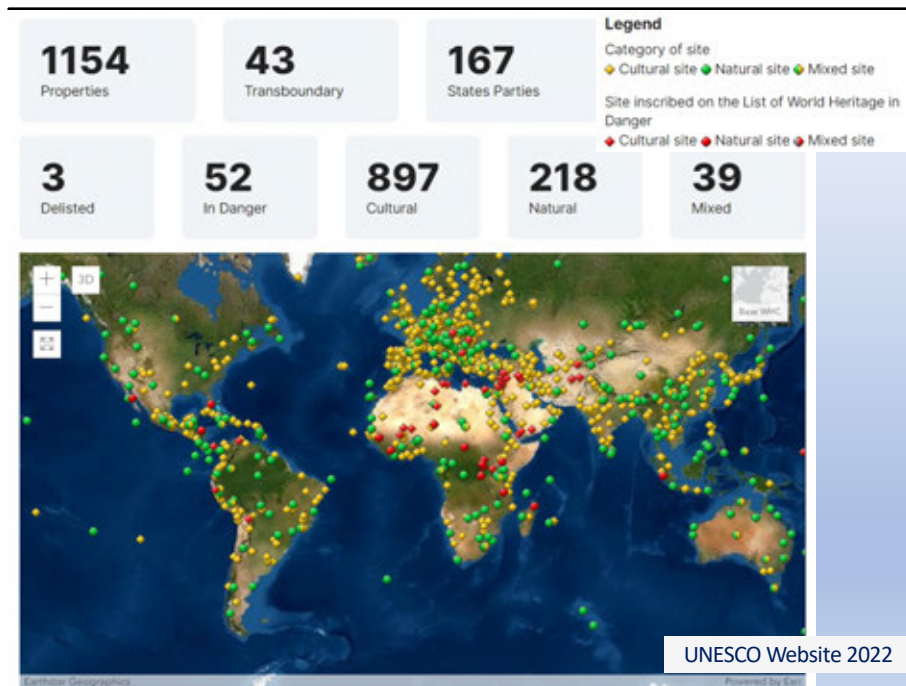 1154
Properties
43
Transboundary
167
States Parties
Legend
Category of site
Cultural site Natural site Mixed site
Site inscribed on the List of World Heritage in
Danger
Cultural site Natural site Mixed site
3
Delisted
52
In Danger
897
Cultural
218
Natural
39
Mixed
+
3D
−
Base WHC
UNESCO Website 2022
Earthstar Geographics
Powered by Esri